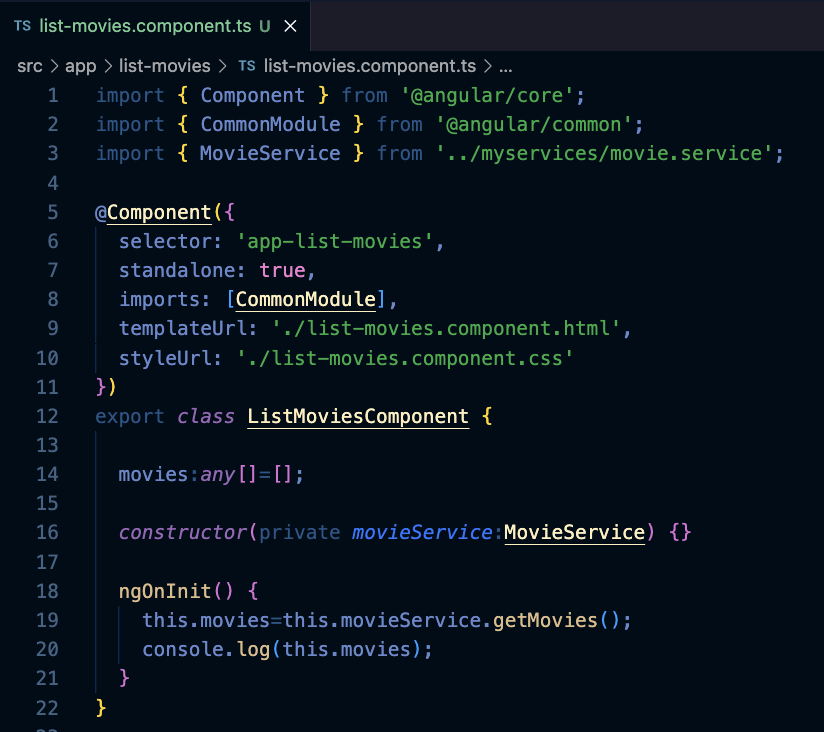 TS list-movies.component.ts U ×
src > app > list-movies > TS list-movies.component.ts > ...
1 import { Component } from '@angular/core';
2 import { CommonModule } from '@angular/common';
3 import { MovieService } from '../myservices/movie.service';
4
5 @Component({
6   selector: 'app-list-movies',
7   standalone: true,
8   imports: [CommonModule],
9   templateUrl: './list-movies.component.html',
10   styleUrl: './list-movies.component.css'
11 })
12 export class ListMoviesComponent {
13
14   movies:any[]=[];
15
16   constructor(private movieService:MovieService) {}
17
18   ngOnInit() {
19     this.movies=this.movieService.getMovies();
20     console.log(this.movies);
21   }
22 }